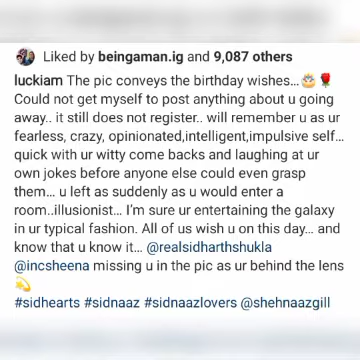 Liked by beingaman.ig and 9,087 others
luckiam The pic conveys the birthday wishes...🎂🌹
Could not get myself to post anything about u going
away.. it still does not register.. will remember u as ur
fearless, crazy, opinionated,intelligent,impulsive self...
quick with ur witty come backs and laughing at ur
own jokes before anyone else could even grasp
them... u left as suddenly as u would enter a
room..illusionist... I'm sure ur entertaining the galaxy
in ur typical fashion. All of us wish u on this day... and
know that u know it... @realsidharthshukla
@incsheena missing u in the pic as ur behind the lens
💫
#sidhearts #sidnaaz #sidnaazlovers @shehnaazgill